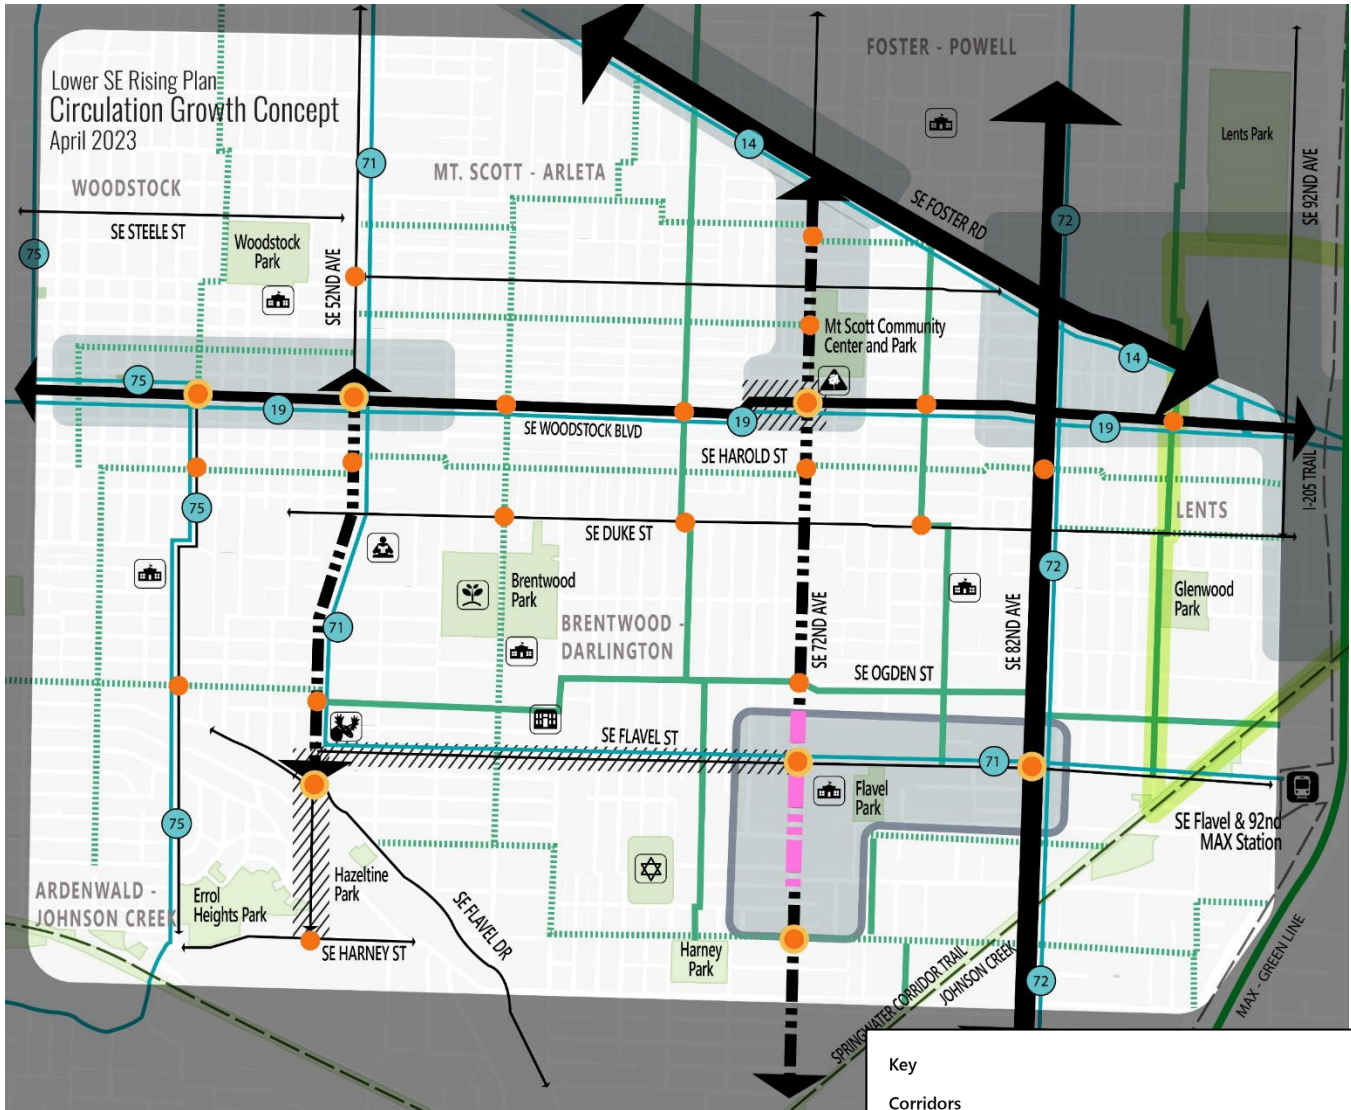 Lower SE Rising Plan
Circulation Growth Concept
April 2023
FOSTER - POWELL
Lents Park
SE 92ND AVE
71
14
MT. SCOTT - ARLETA
WOODSTOCK
SE STEELE ST
75
Woodstock
Park
SE 52ND AVE
SE FOSTER RD
72
Mt Scott Community
Center and Park
14
75
19
SE WOODSTOCK BLVD
19
19
SE HAROLD ST
I-205 TRAIL
75
SE DUKE ST
LENTS
72
Brentwood
Park
Glenwood
Park
BRENTWOOD -
DARLINGTON
71
SE 72ND AVE
SE 82ND AVE
SE OGDEN ST
SE FLAVEL ST
71
Flavel
Park
SE Flavel & 92nd
MAX Station
75
Hazeltine
Park
ARDENWALD -
JOHNSON CREEK
Errol
Heights Park
SE FLAVEL DR
SE HARNEY ST
Harney
Park
SPRINGWATER CORRIDOR TRAIL
JOHNSON CREEK
72
MAX - GREEN LINE
Key
Corridors